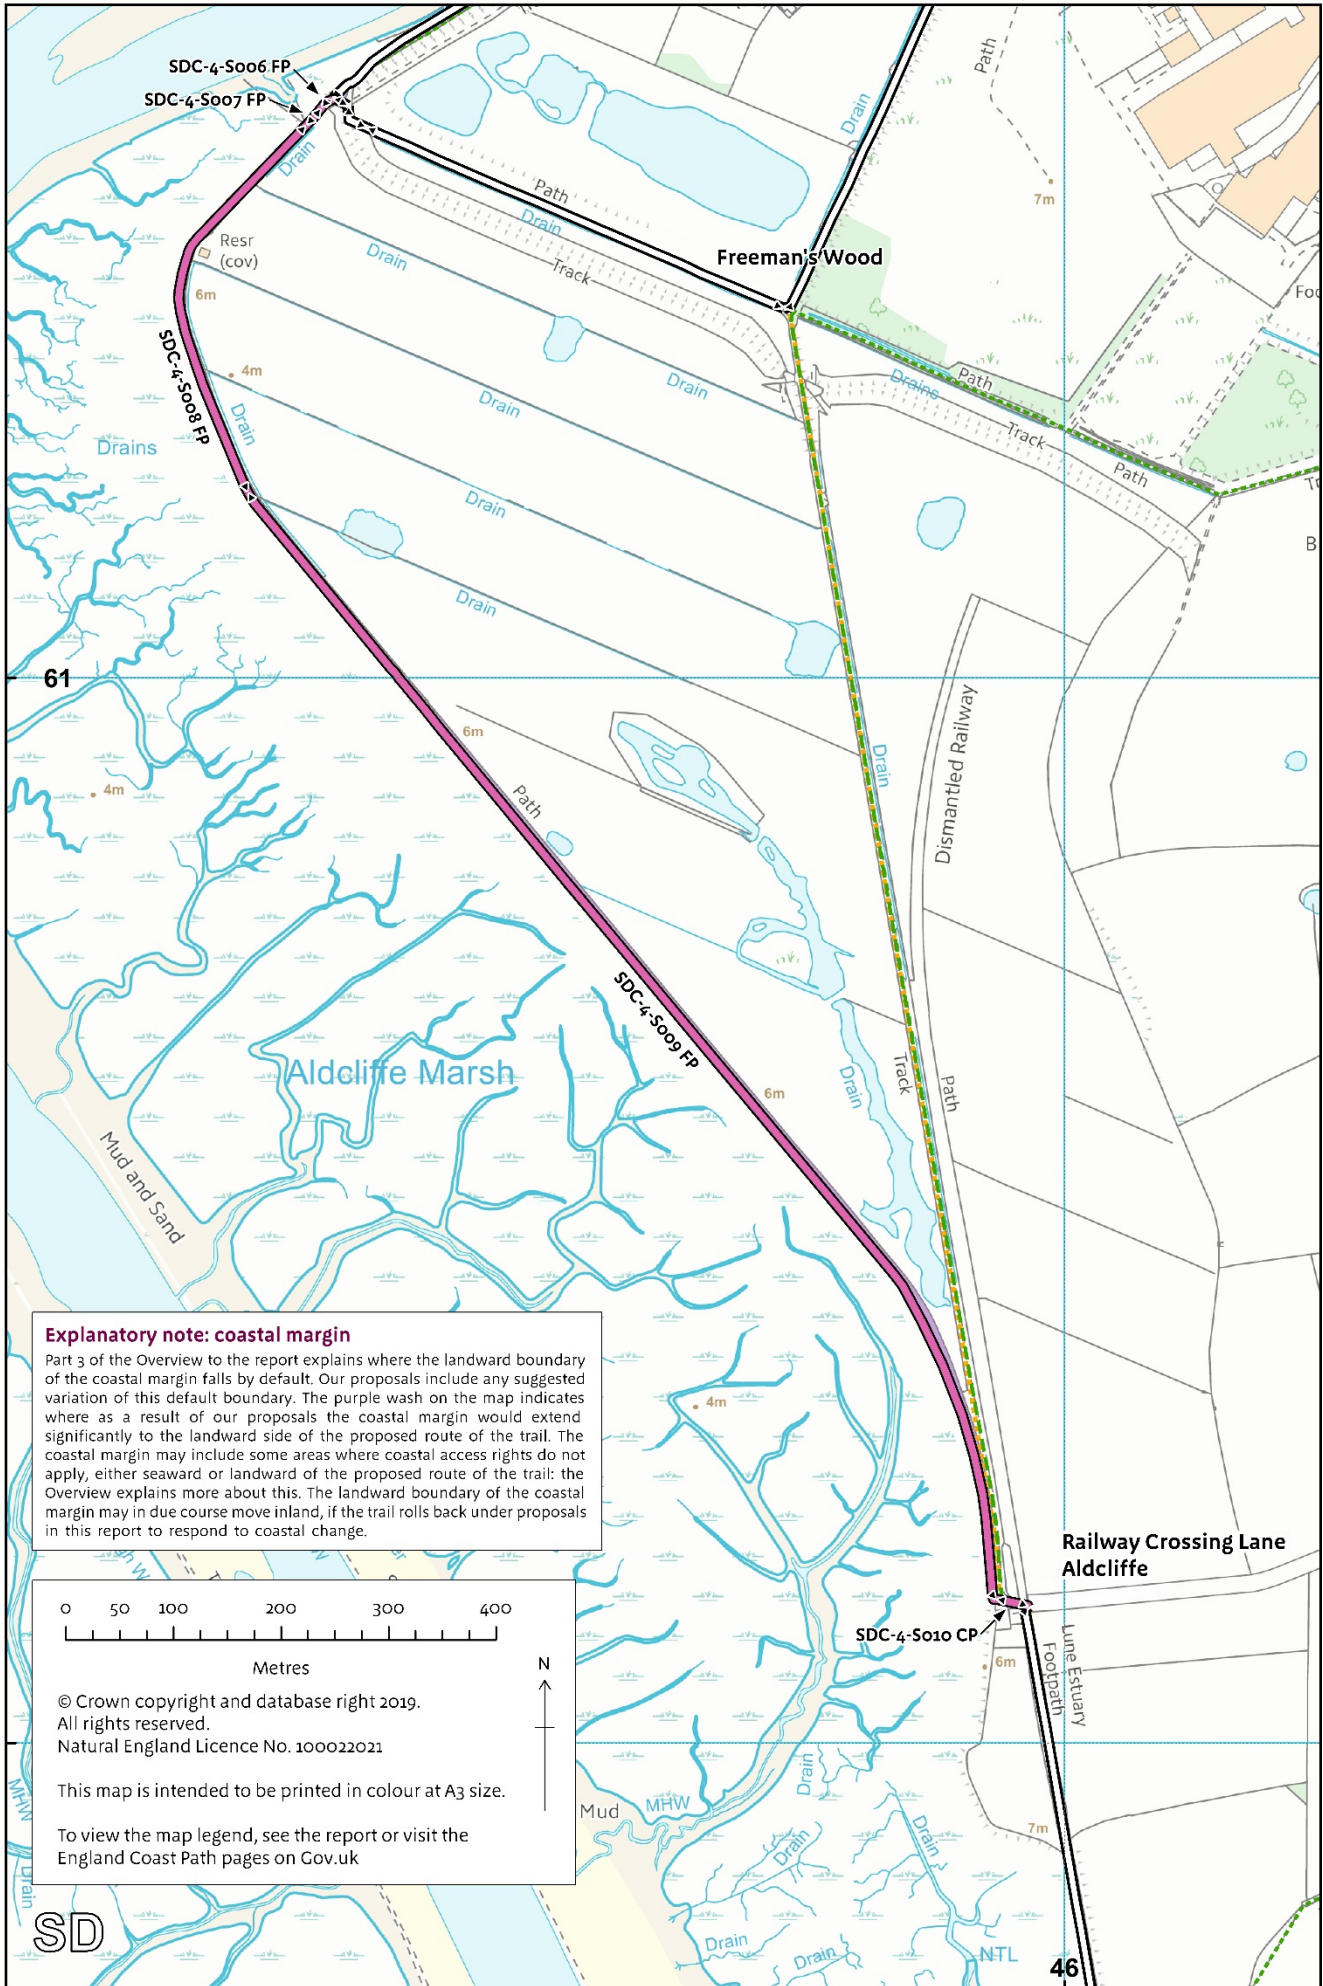 SDC-4-S006 FP
SDC-4-S007 FP
Drain
Path
Drain
7m
Path
Drain
Drain
Track
Freeman's Wood
Resr
(cov)
6m
SDC-4-S008 FP
4m
Drain
Drains
Drain
Drain
Drain
Drain
Drains
Path
Track
Path
B
61
6m
Path
Drain
Dismantled Railway
4m
SDC-4-S009 FP
6m
Drain
Track
Path
Aldcliffe Marsh
Mud and Sand
Explanatory note: coastal margin
Part 3 of the Overview to the report explains where the landward boundary
of the coastal margin falls by default. Our proposals include any suggested
variation of this default boundary. The purple wash on the map indicates
where as a result of our proposals the coastal margin would extend
significantly to the landward side of the proposed route of the trail. The
coastal margin may include some areas where coastal access rights do not
apply, either seaward or landward of the proposed route of the trail: the
Overview explains more about this. The landward boundary of the coastal
margin may in due course move inland, if the trail rolls back under proposals
in this report to respond to coastal change.
4m
Railway Crossing Lane
Aldcliffe
SDC-4-S010 CP
6m
Lune Estuary
Footpath
0 50 100 200 300 400
Metres
N
© Crown copyright and database right 2019.
All rights reserved.
Natural England Licence No. 100022021
This map is intended to be printed in colour at A3 size.
To view the map legend, see the report or visit the
England Coast Path pages on Gov.uk
MHW
Drain
Mud
MHW
Drain
Drain
Drain
7m
Drain
Drain
NTL
SD
46